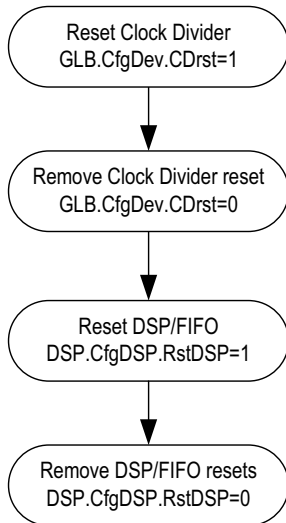 Reset Clock Divider
GLB.CfgDev.CDrst=1
Remove Clock Divider reset
GLB.CfgDev.CDrst=0
Reset DSP/FIFO
DSP.CfgDSP.RstDSP=1
Remove DSP/FIFO resets
DSP.CfgDSP.RstDSP=0